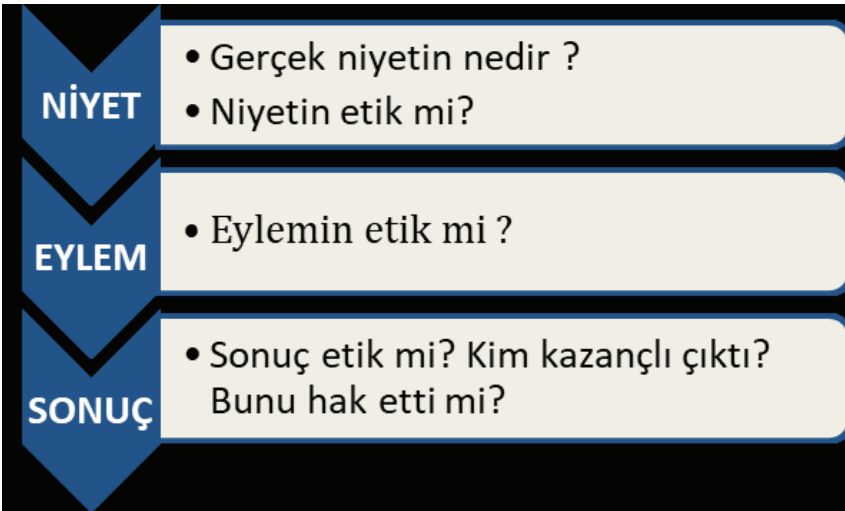 NİYET
• Gerçek niyetin nedir ?
• Niyetin etik mi?
EYLEM
• Eylemin etik mi ?
SONUÇ
• Sonuç etik mi? Kim kazançlı çıktı?
Bunu hak etti mi?